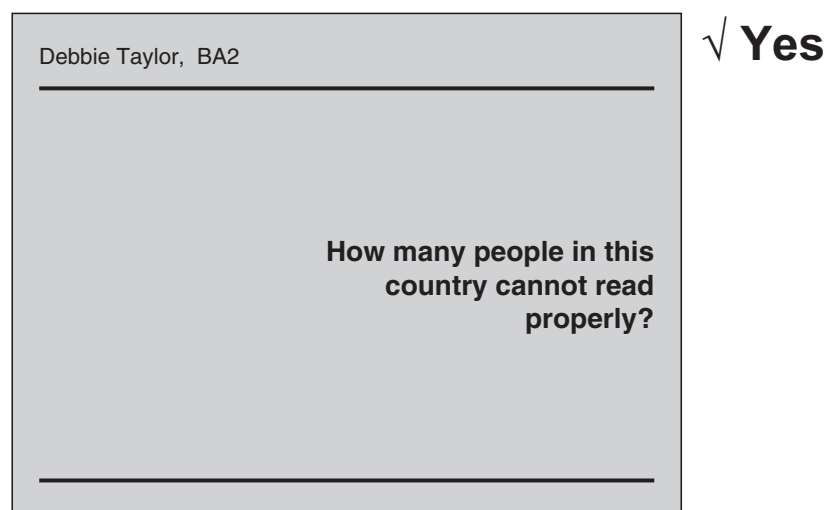 Debbie Taylor, BA2
√ Yes
How many people in this
country cannot read
properly?